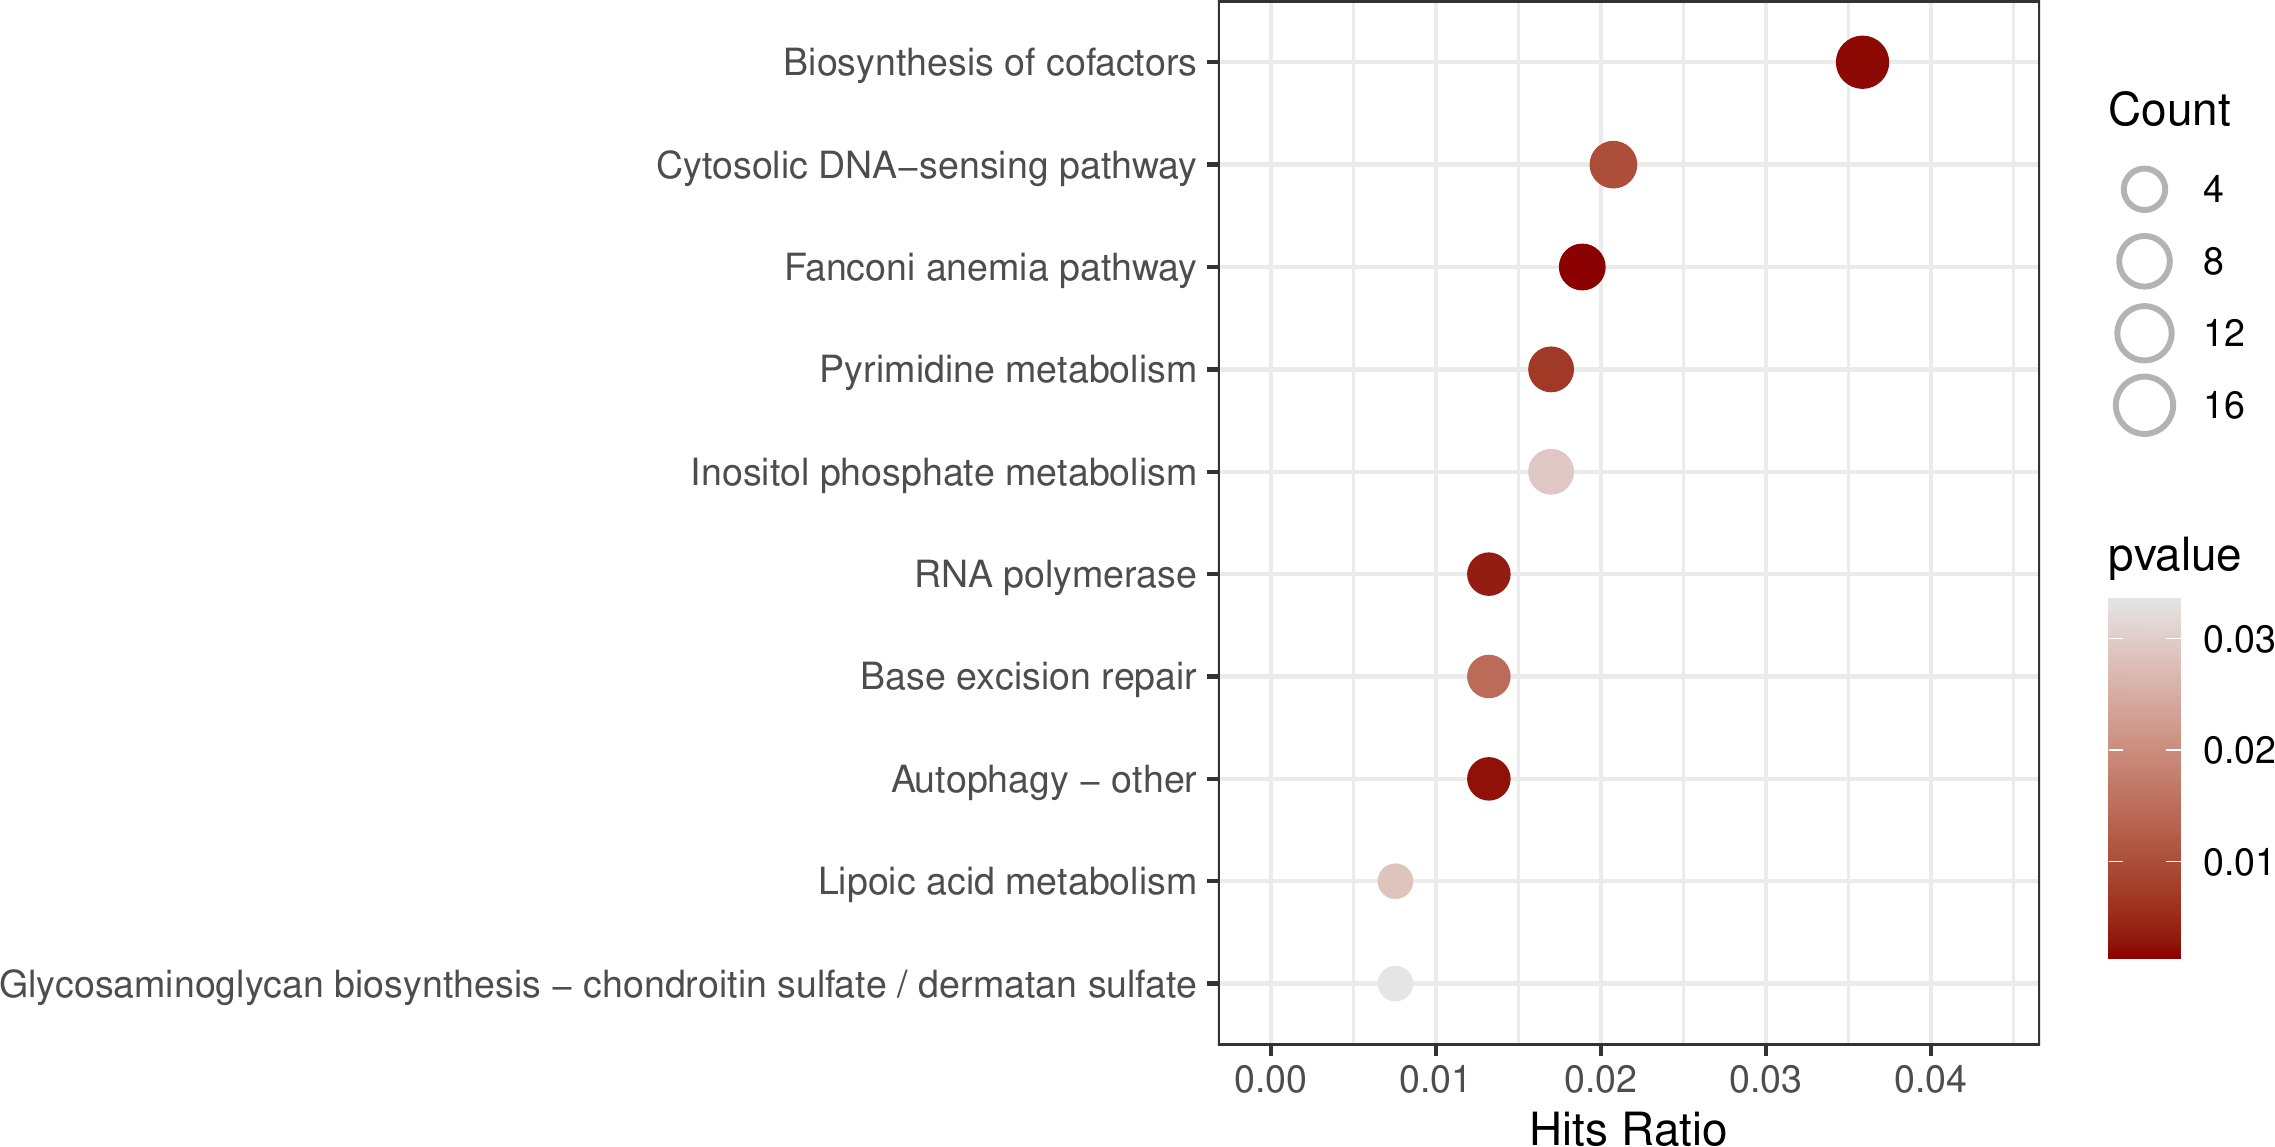 Biosynthesis of cofactors
Cytosolic DNA−sensing pathway
Fanconi anemia pathway
Pyrimidine metabolism
Inositol phosphate metabolism
RNA polymerase
Base excision repair
Autophagy − other
Lipoic acid metabolism
Glycosaminoglycan biosynthesis − chondroitin sulfate / dermatan sulfate
0.00 0.01 0.02 0.03 0.04
Hits Ratio
Count
4
8
12
16
pvalue
0.03
0.02
0.01